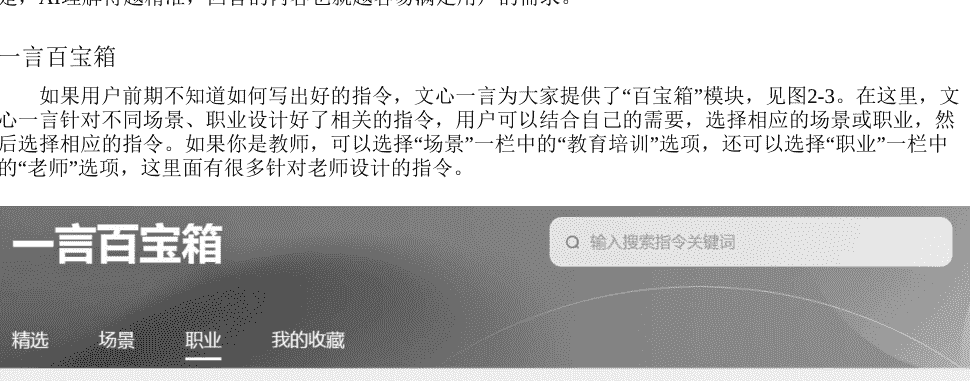 定，AI理解得越精准，回答的内容也就越容易满足用户的需求。
一言百宝箱
如果用户前期不知道如何写出好的指令，文心一言为大家提供了“百宝箱”模块，见图2-3。在这里，文
心一言针对不同场景、职业设计好了相关的指令，用户可以结合自己的需要，选择相应的场景或职业，然
后选择相应的指令。如果你是教师，可以选择“场景”一栏中的“教育培训”选项，还可以选择“职业”一栏中
的“老师”选项，这里面有很多针对老师设计的指令。
一言百宝箱
输入搜索指令关键词
精选 场景 职业 我的收藏